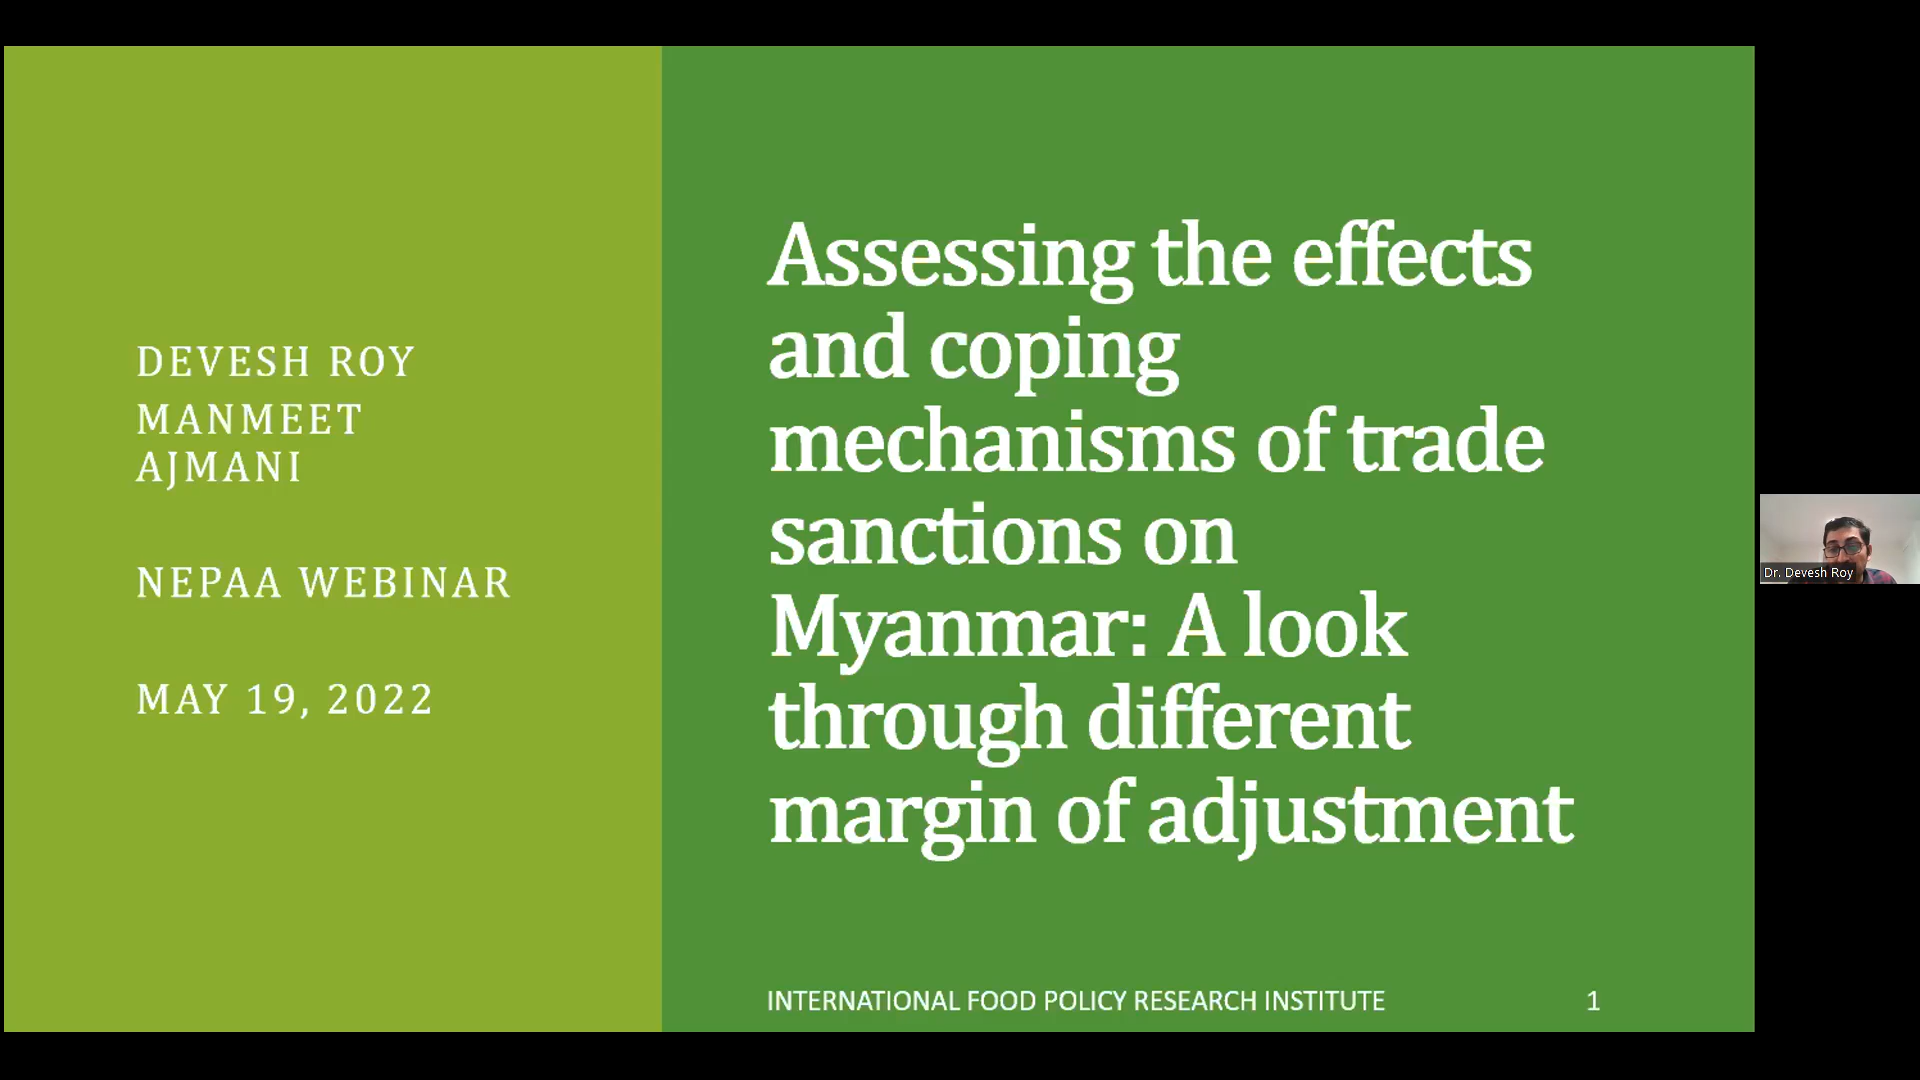 DEVESH ROY
MANMEET
AJMANI
NEPAA WEBINAR
MAY 19, 2022
Assessing the effects
and coping
mechanisms of trade
sanctions on
Myanmar: A look
through different
margin of adjustment
INTERNATIONAL FOOD POLICY RESEARCH INSTITUTE
1
Dr. Devesh Roy